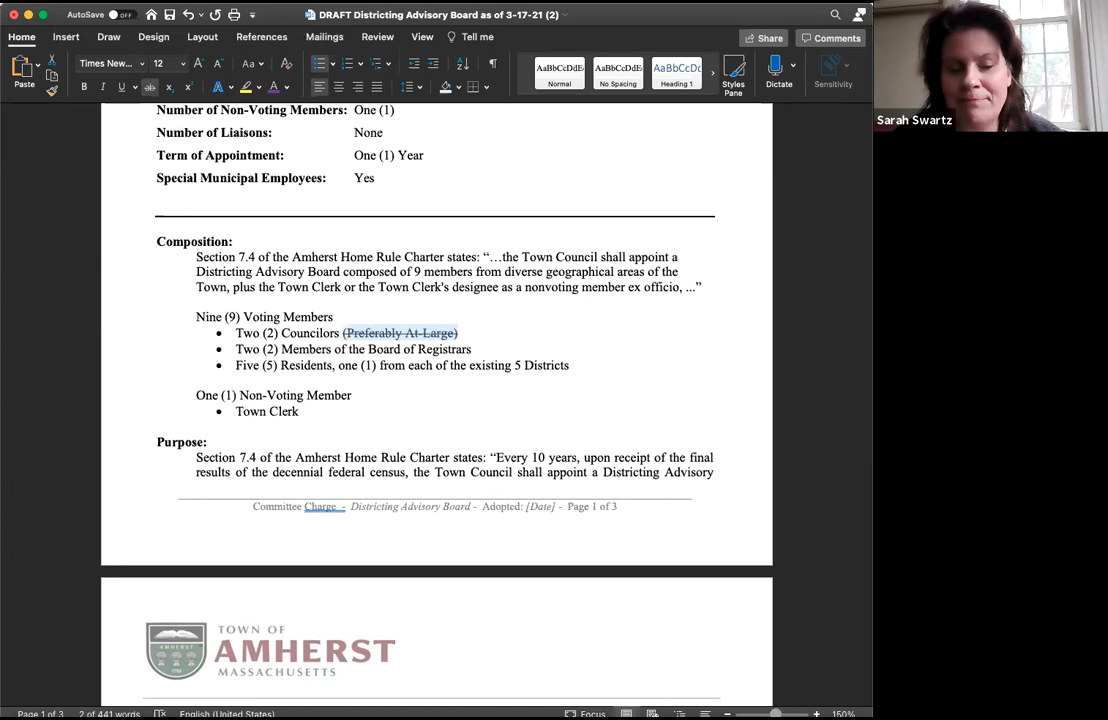 AutoSave OFF
DRAFT Districting Advisory Board as of 3-17-21 (2)
Home Insert Draw Design Layout References Mailings Review View Tell me
Share Comments
Paste
Times New... 12
AaBbCcDdE Normal
AaBbCcDdE No Spacing
AaBbCcDc Heading 1
Styles Pane
Dictate
Sensitivity
Sarah Swartz
Number of Non-Voting Members: One (1)
Number of Liaisons: None
Term of Appointment: One (1) Year
Special Municipal Employees: Yes
Composition:
Section 7.4 of the Amherst Home Rule Charter states: “…the Town Council shall appoint a
Districting Advisory Board composed of 9 members from diverse geographical areas of the
Town, plus the Town Clerk or the Town Clerk's designee as a nonvoting member ex officio, ...”
Nine (9) Voting Members
• Two (2) Councilors (Preferably At-Large)
• Two (2) Members of the Board of Registrars
• Five (5) Residents, one (1) from each of the existing 5 Districts
One (1) Non-Voting Member
• Town Clerk
Purpose:
Section 7.4 of the Amherst Home Rule Charter states: “Every 10 years, upon receipt of the final
results of the decennial federal census, the Town Council shall appoint a Districting Advisory
Committee Charge - Districting Advisory Board - Adopted: [Date] - Page 1 of 3
TOWN OF
AMHERST
MASSACHUSETTS
Page 1 of 3 2 of 441 words English (United States) Focus 150%